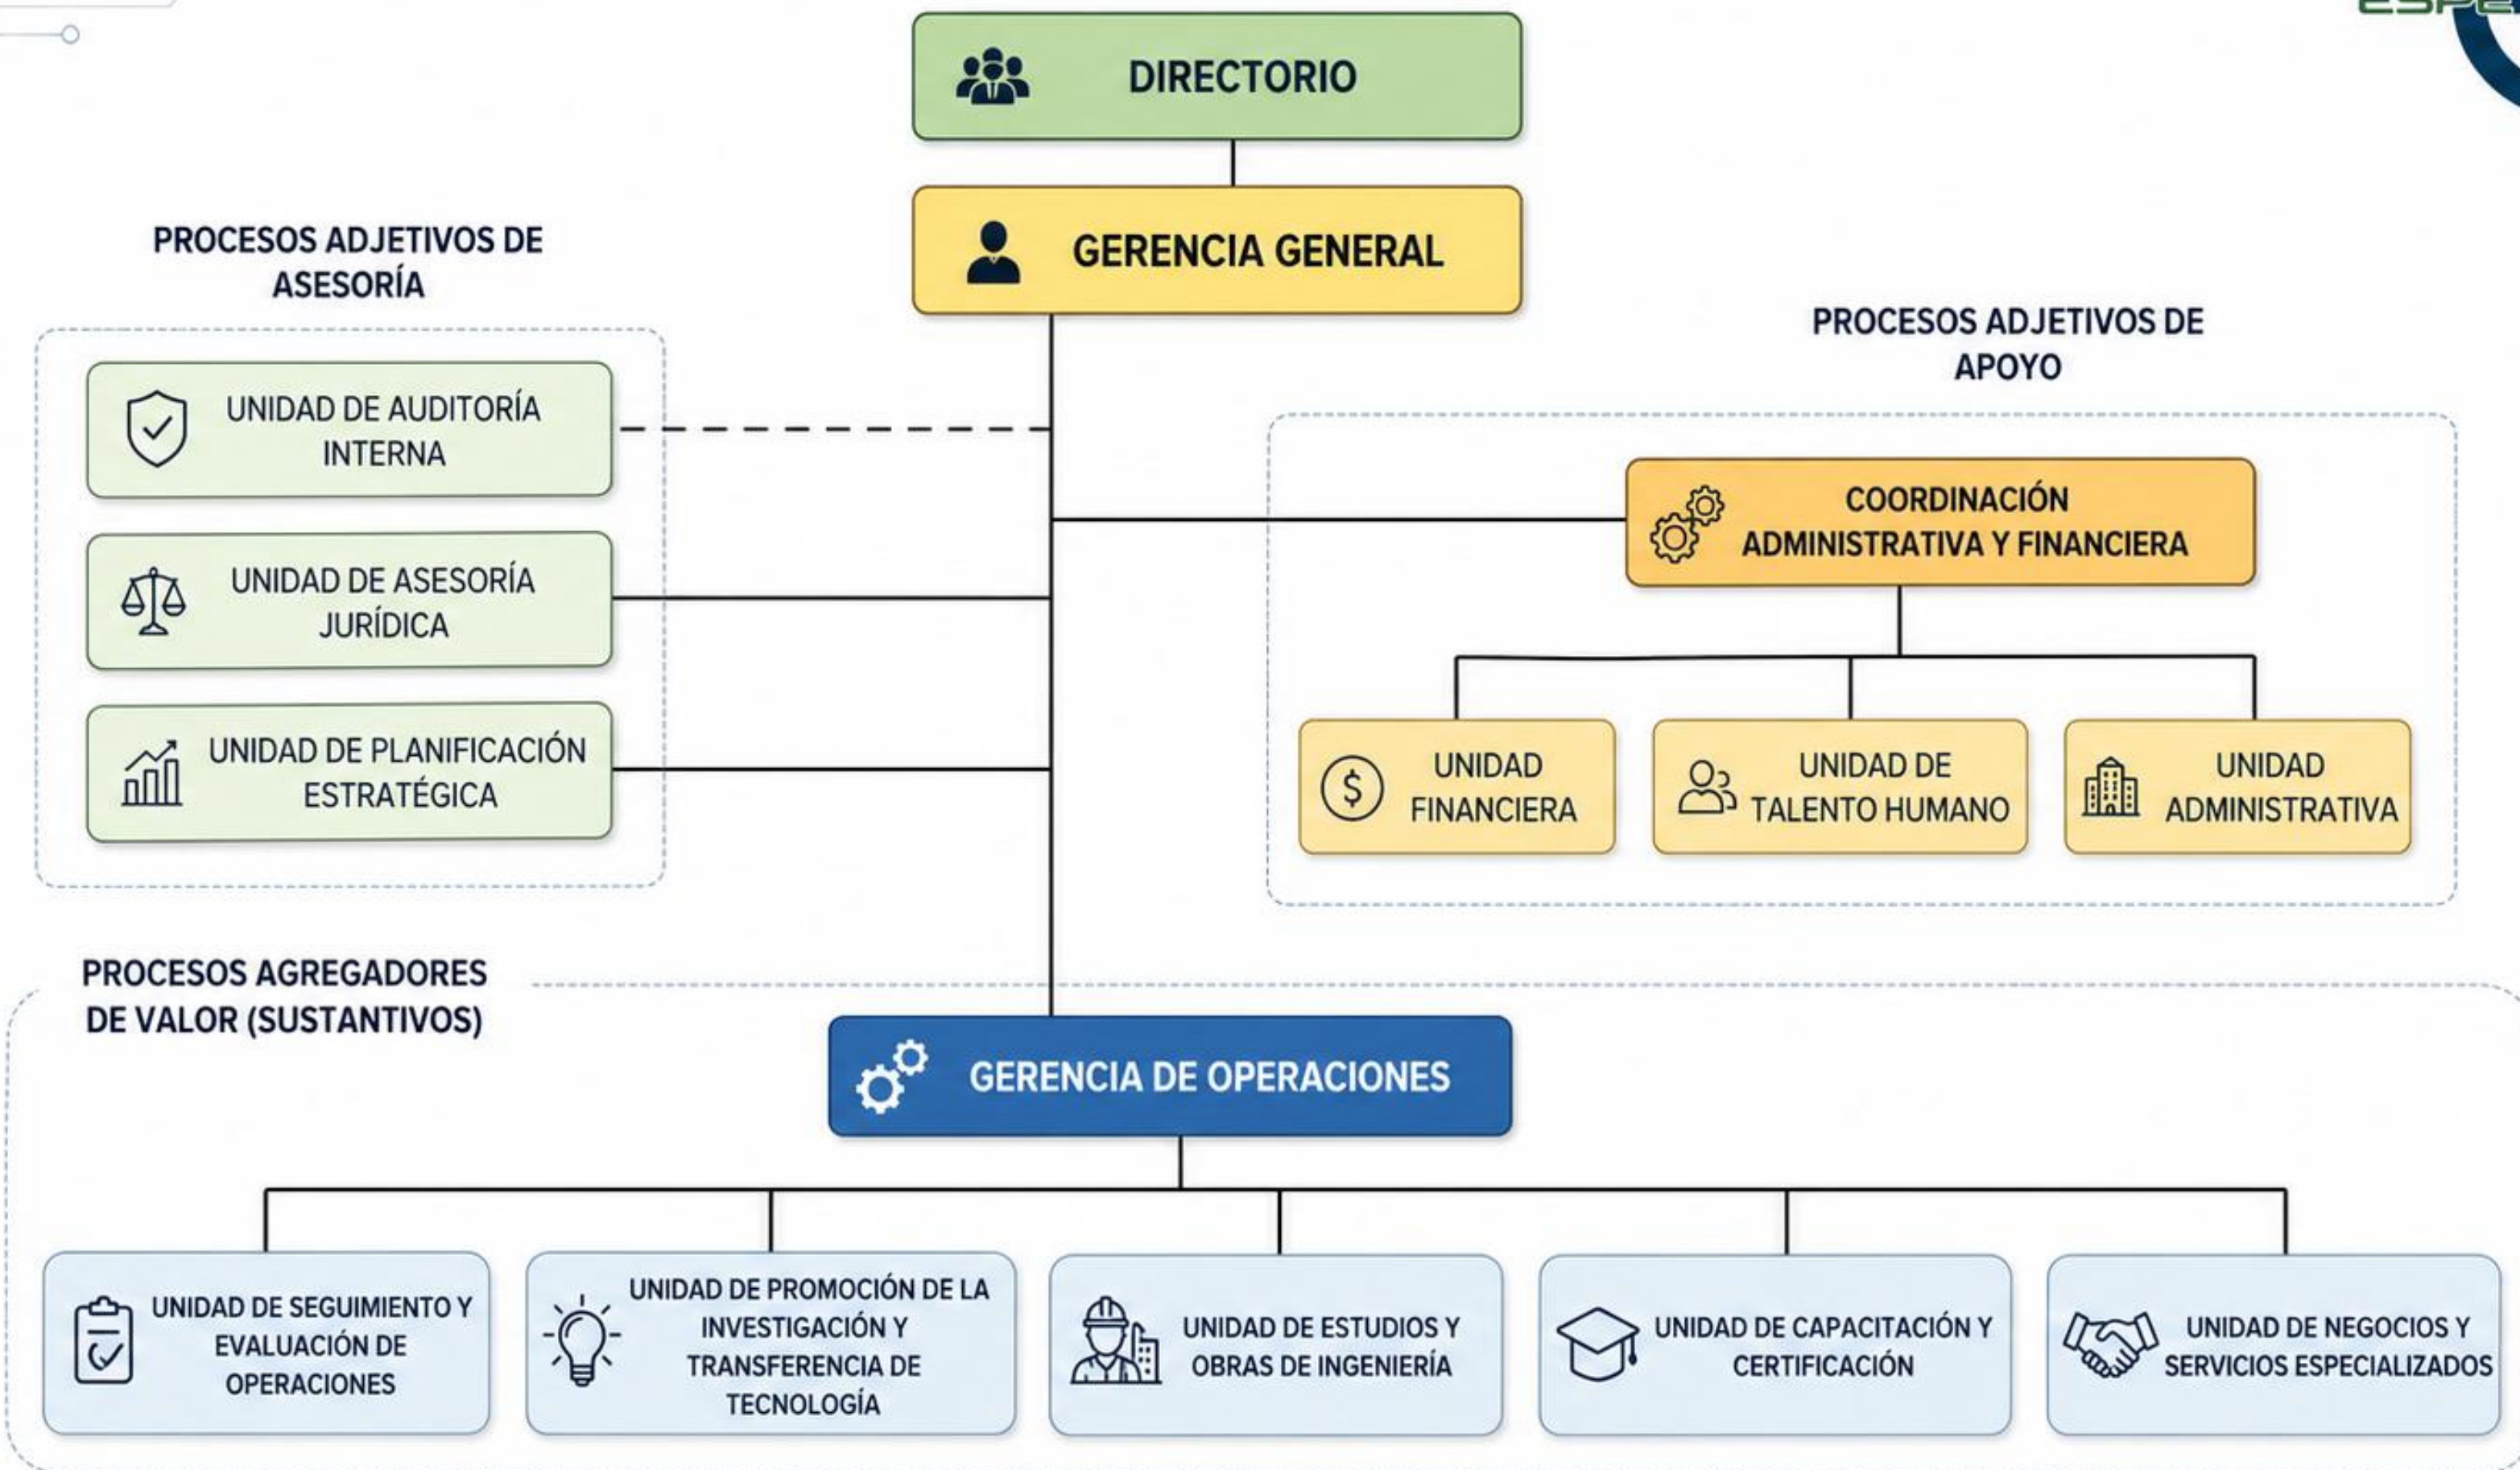 ESPE
DIRECTORIO
GERENCIA GENERAL
PROCESOS ADJETIVOS DE
ASESORÍA
UNIDAD DE AUDITORÍA
INTERNA
UNIDAD DE ASESORÍA
JURÍDICA
UNIDAD DE PLANIFICACIÓN
ESTRATÉGICA
PROCESOS ADJETIVOS DE
APOYO
COORDINACIÓN
ADMINISTRATIVA Y FINANCIERA
$
UNIDAD
FINANCIERA
UNIDAD DE
TALENTO HUMANO
UNIDAD
ADMINISTRATIVA
PROCESOS AGREGADORES
DE VALOR (SUSTANTIVOS)
GERENCIA DE OPERACIONES
UNIDAD DE SEGUIMIENTO Y
EVALUACIÓN DE
OPERACIONES
UNIDAD DE PROMOCIÓN DE LA
INVESTIGACIÓN Y
TRANSFERENCIA DE
TECNOLOGÍA
UNIDAD DE ESTUDIOS Y
OBRAS DE INGENIERÍA
UNIDAD DE CAPACITACIÓN Y
CERTIFICACIÓN
UNIDAD DE NEGOCIOS Y
SERVICIOS ESPECIALIZADOS